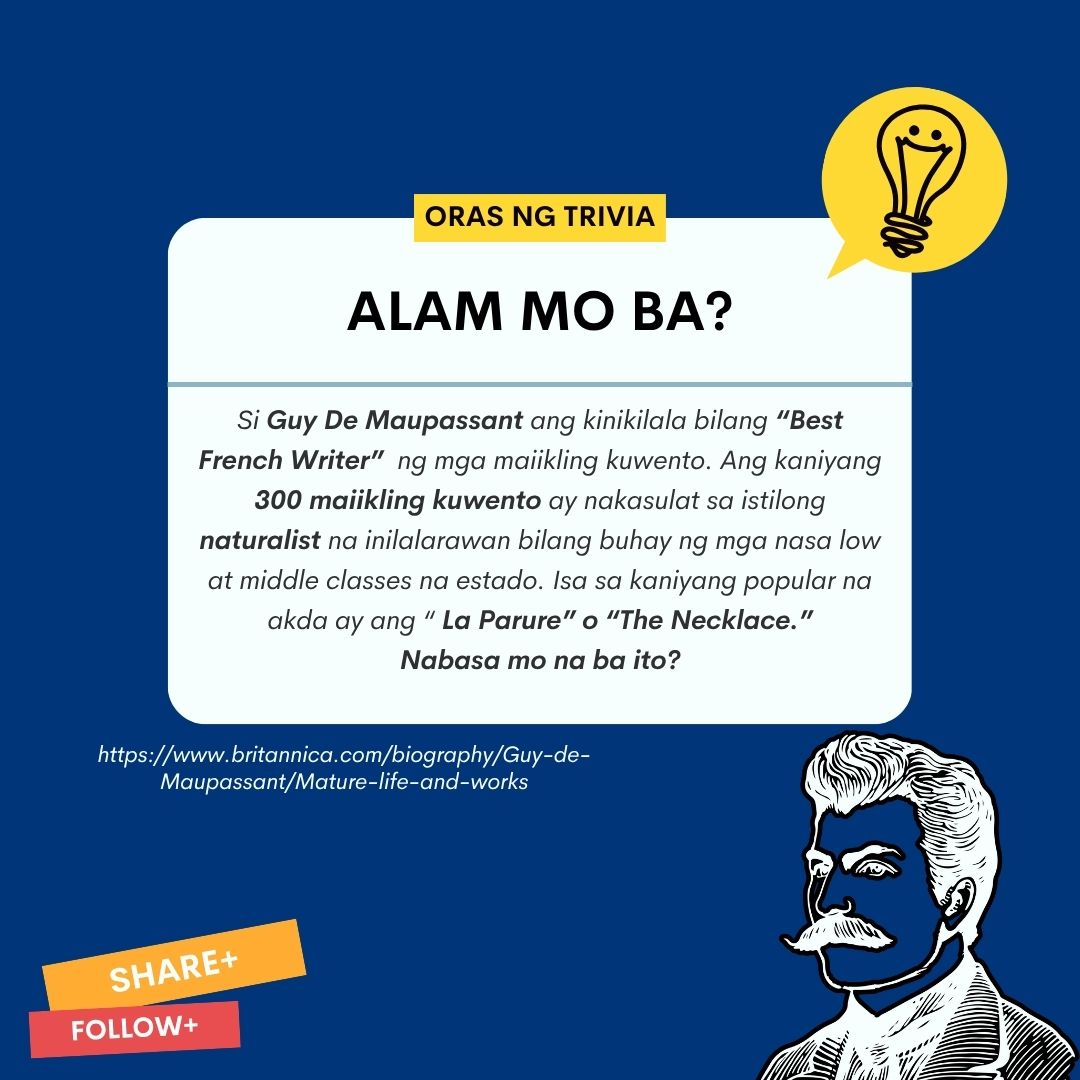 ORAS NG TRIVIA
ALAM MO BA?
Si Guy De Maupassant ang kinikilala bilang “Best
French Writer” ng mga maiikling kuwento. Ang kaniyang
300 maiikling kuwento ay nakasulat sa istilong
naturalist na inilalarawan bilang buhay ng mga nasa low
at middle classes na estado. Isa sa kaniyang popular na
akda ay ang “ La Parure” o “The Necklace.”
Nabasa mo na ba ito?
https://www.britannica.com/biography/Guy-de-
Maupassant/Mature-life-and-works
SHARE+
FOLLOW+